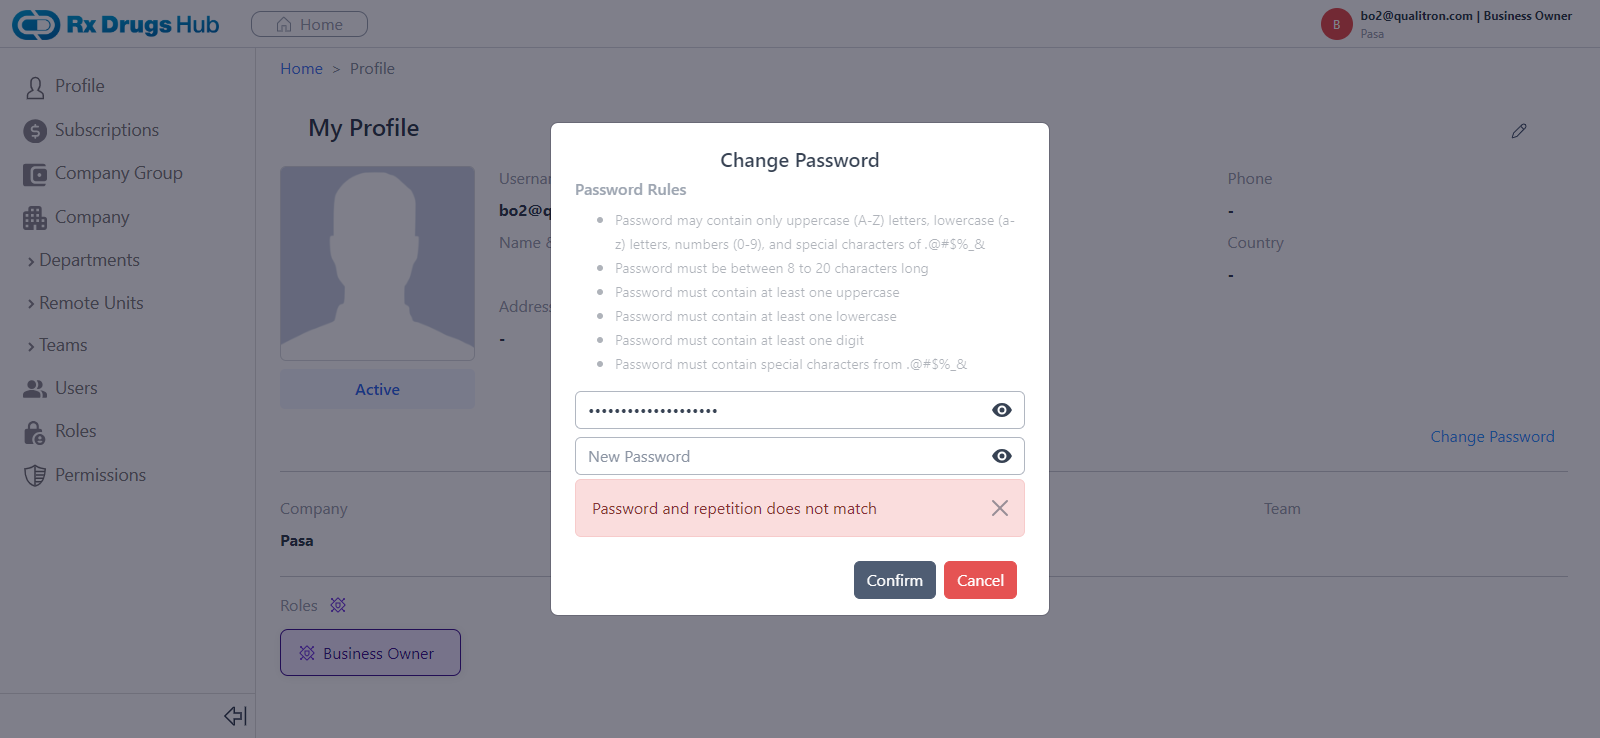 Rx Drugs Hub
Home
B
bo2@qualitron.com | Business Owner
Pasa
Profile
Subscriptions
Company Group
Company
Departments
Remote Units
Teams
Users
Roles
Permissions
Home > Profile
My Profile
Active
bo2@q
Name &
-
Phone
-
Country
-
Change Password
Company
Pasa
Team
Roles
Business Owner
Change Password
Password Rules
• Password may contain only uppercase (A-Z) letters, lowercase (a-
z) letters, numbers (0-9), and special characters of .@#$%_&
• Password must be between 8 to 20 characters long
• Password must contain at least one uppercase
• Password must contain at least one lowercase
• Password must contain at least one digit
• Password must contain special characters from .@#$%_&
••••••••••••••••••••
New Password
Password and repetition does not match
Confirm
Cancel